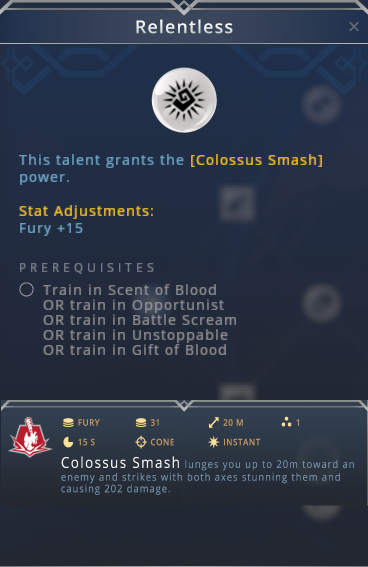 Relentless
This talent grants the [Colossus Smash]
power.
Stat Adjustments:
Fury +15
PREREQUISITES
Train in Scent of Blood
OR train in Opportunist
OR train in Battle Scream
OR train in Unstoppable
OR train in Gift of Blood
FURY 31 20 M 1
15 S CONE INSTANT
Colossus Smash lunges you up to 20m toward an
enemy and strikes with both axes stunning them and
causing 202 damage.